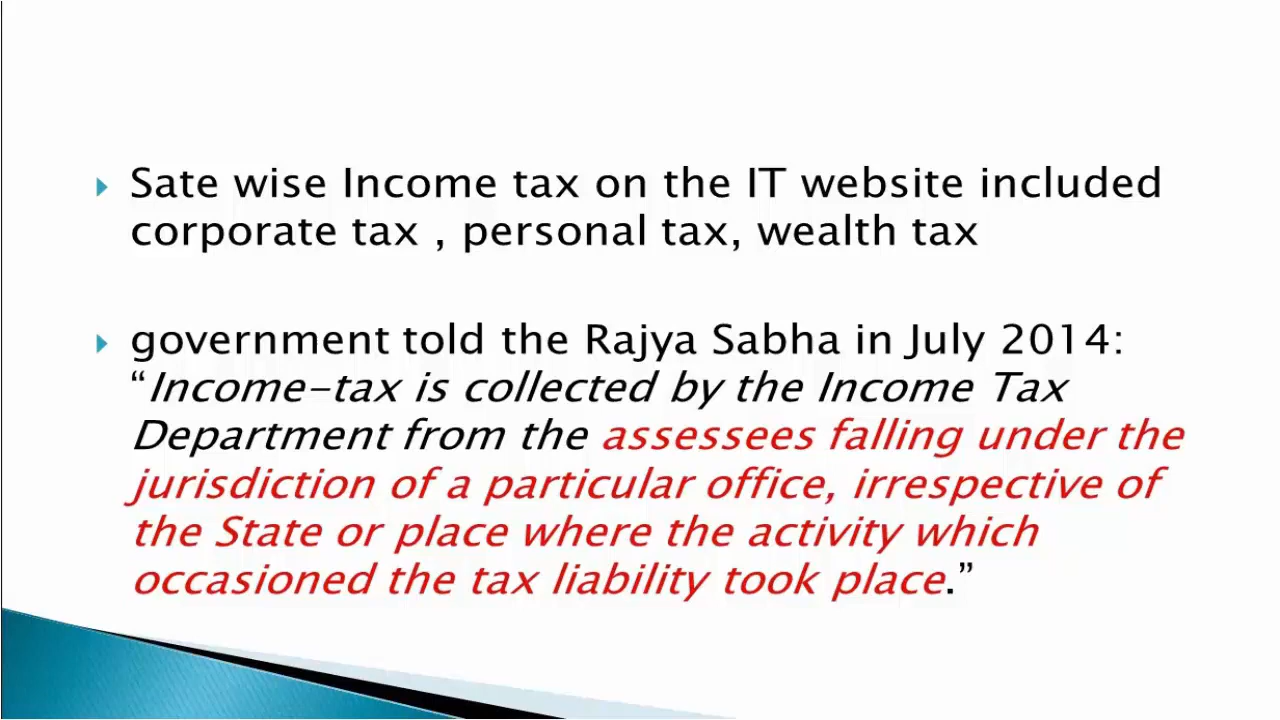 Sate wise Income tax on the IT website included
corporate tax , personal tax, wealth tax
government told the Rajya Sabha in July 2014:
“Income-tax is collected by the Income Tax
Department from the assessees falling under the
jurisdiction of a particular office, irrespective of
the State or place where the activity which
occasioned the tax liability took place.”